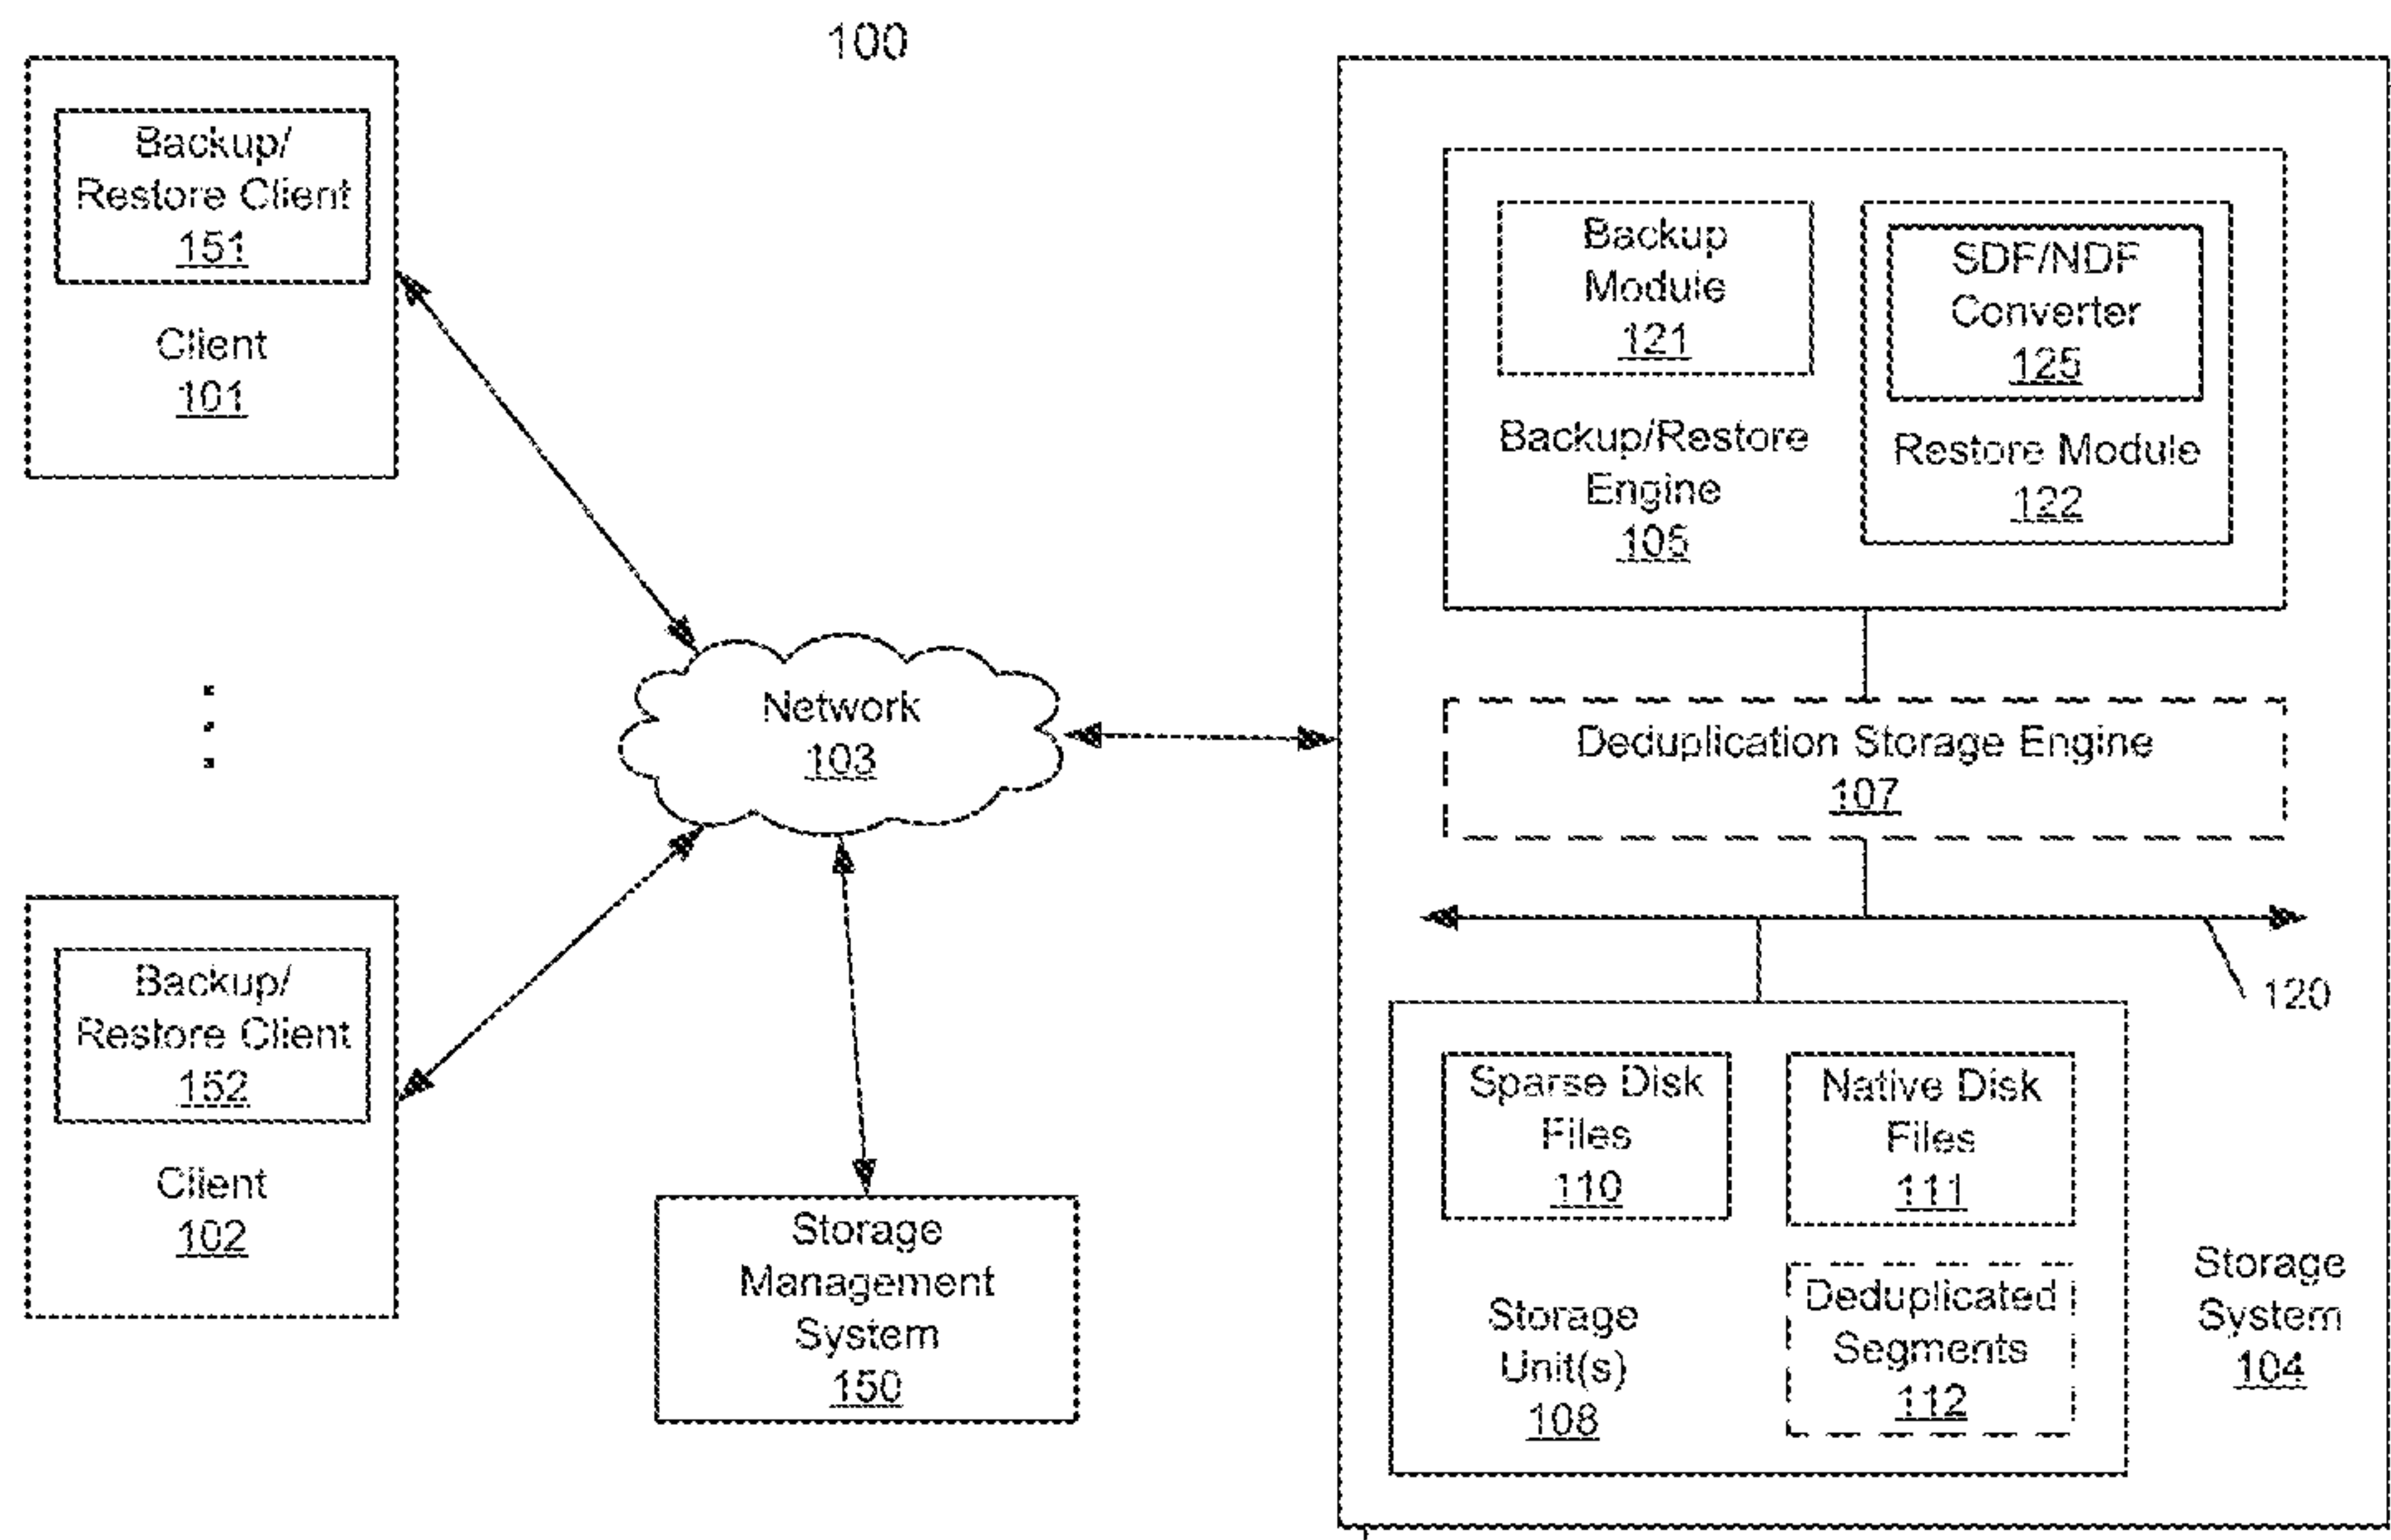 100
Backup/
Restore Client
151
Client
101
Backup/
Restore Client
152
Client
102
Network
103
Storage
Management
System
150
Backup
Module
121
SDF/NDF
Converter
125
Backup/Restore
Engine
105
Restore Module
122
Deduplication Storage Engine
107
120
Sparse Disk
Files
110
Native Disk
Files
111
Storage
Unit(s)
108
Deduplicated
Segments
112
Storage
System
104